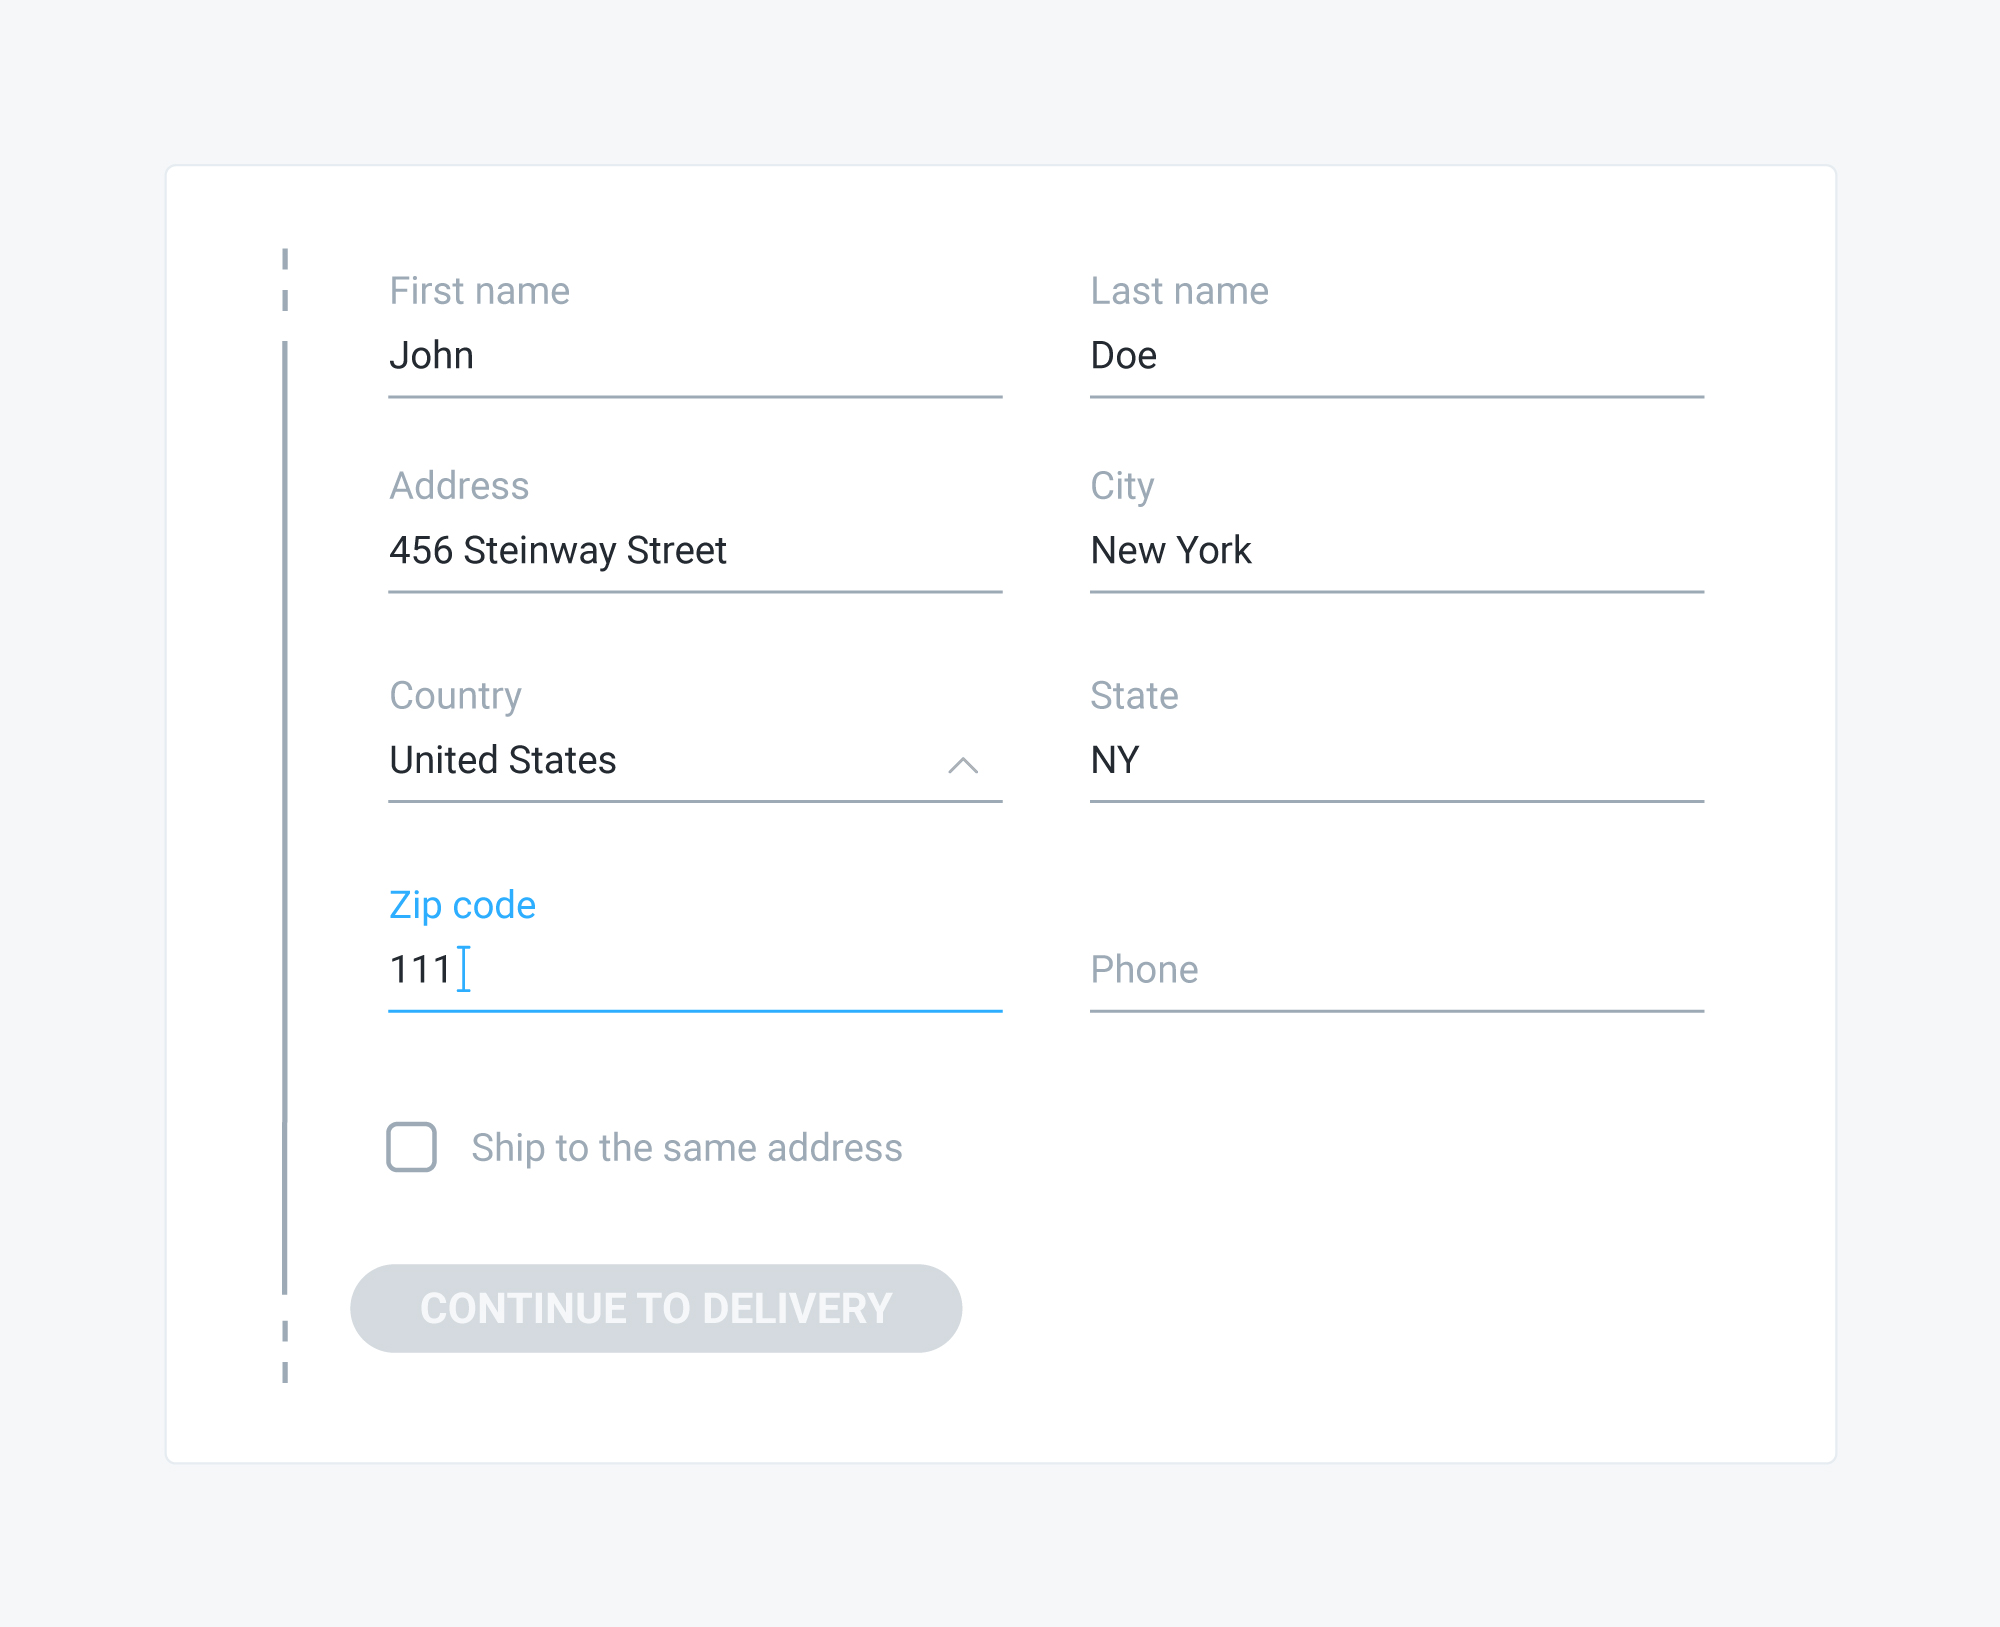 First name
Last name
John
Doe
Address
City
456 Steinway Street
New York
Country
State
United States
NY
Zip code
111
Phone
Ship to the same address
CONTINUE TO DELIVERY